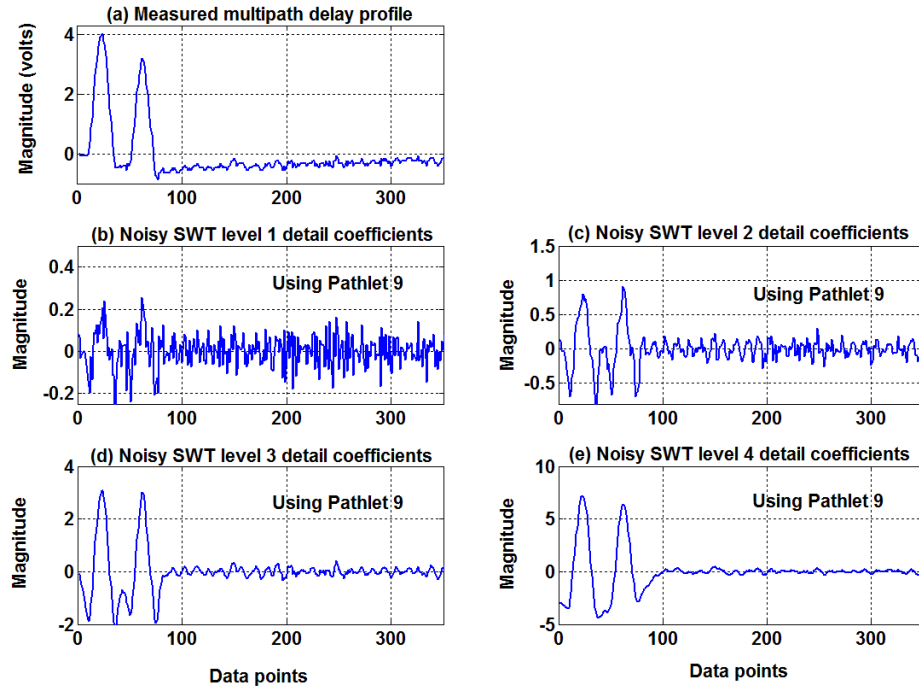 (a) Measured multipath delay profile
Magnitude (volts)
4
2
0
0
100
200
300
(b) Noisy SWT level 1 detail coefficients
Using Pathlet 9
Magnitude
0.4
0.2
0
-0.2
0
100
200
300
(c) Noisy SWT level 2 detail coefficients
Using Pathlet 9
Magnitude
1.5
1
0.5
0
-0.5
0
100
200
300
(d) Noisy SWT level 3 detail coefficients
Using Pathlet 9
Magnitude
4
2
0
-2
0
100
200
300
Data points
(e) Noisy SWT level 4 detail coefficients
Using Pathlet 9
Magnitude
10
5
0
-5
0
100
200
300
Data points